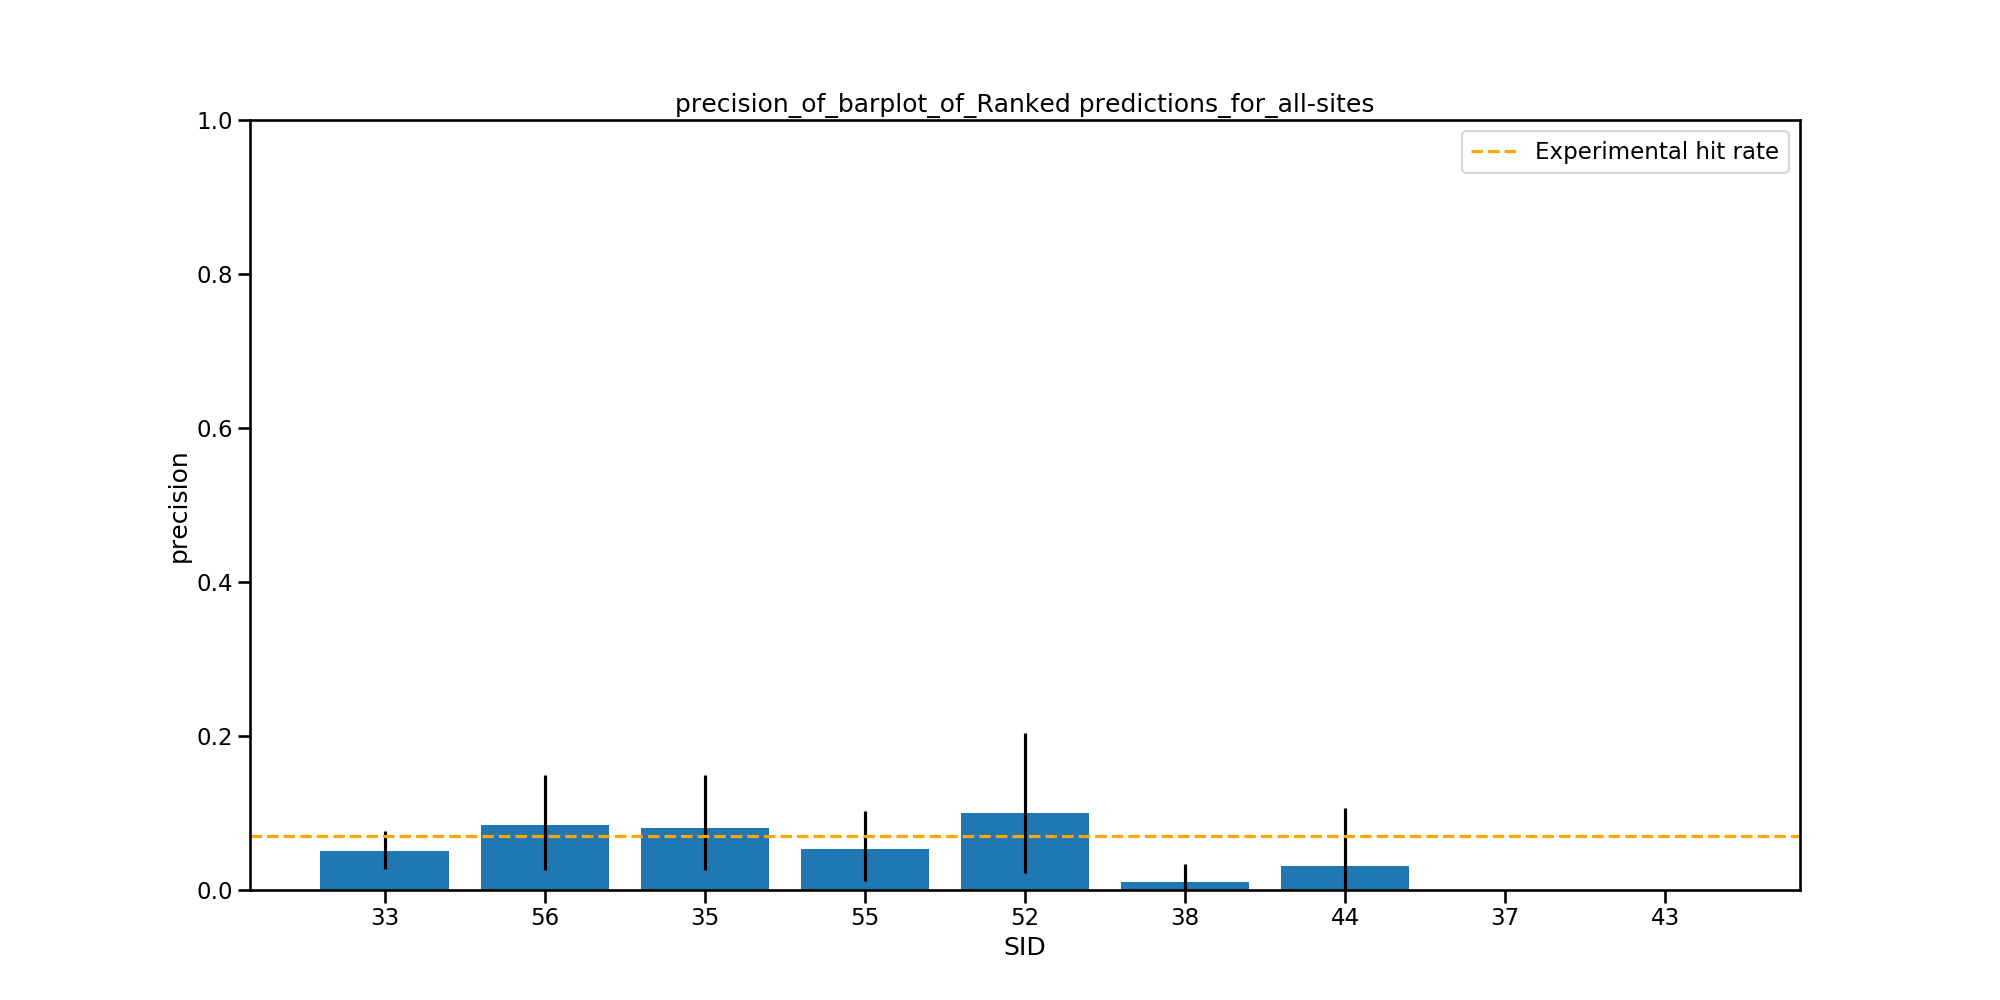 precision_of_barplot_of_Ranked predictions_for_all-sites
Experimental hit rate
1.0
0.8
0.6
0.4
0.2
0.0
precision
33 56 35 55 52 38 44 37 43
SID